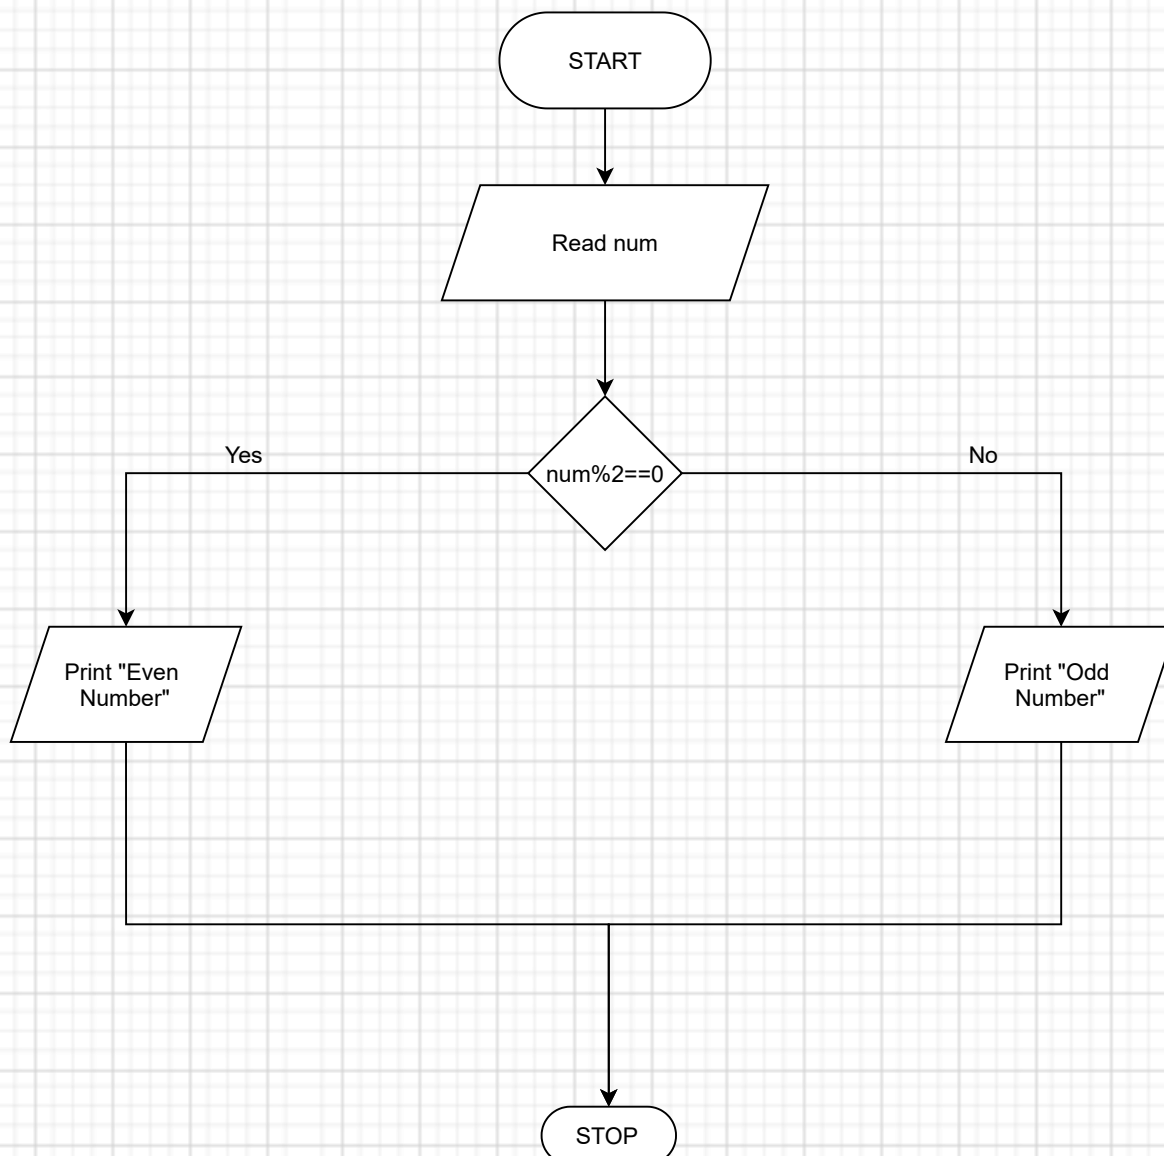 START
Read num
Yes
num%2==0
No
Print "Even
Number"
Print "Odd
Number"
STOP